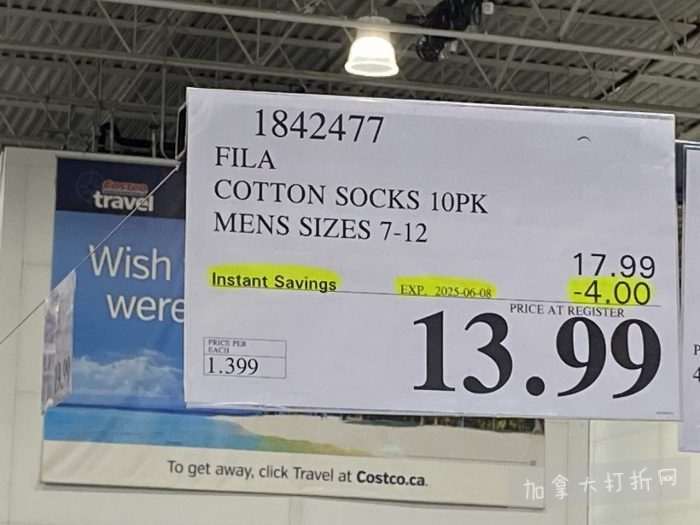 1842477
FILA
COTTON SOCKS 10PK
MENS SIZES 7-12
17.99
Instant Savings EXP. 2025-06-08 -4.00
PRICE AT REGISTER
13.99
PRICE PER
EACH
1.399
Costco
travel
Wish
were
To get away, click Travel at Costco.ca.
加拿大打折网